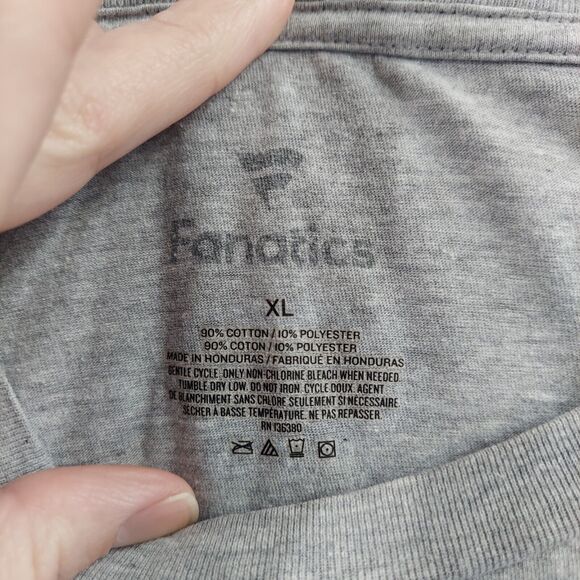 Fanatics
XL
90% COTTON / 10% POLYESTER
90% COTON / 10% POLYESTER
MADE IN HONDURAS / FABRIQUÉ EN HONDURAS
GENTLE CYCLE. ONLY NON-CHLORINE BLEACH WHEN NEEDED.
TUMBLE DRY LOW. DO NOT IRON. CYCLE DOUX. AGENT
DE BLANCHIMENT SANS CHLORE SEULEMENT SI NÉCESSAIRE.
SÉCHER À BASSE TEMPÉRATURE. NE PAS REPASSER.
RN 136380